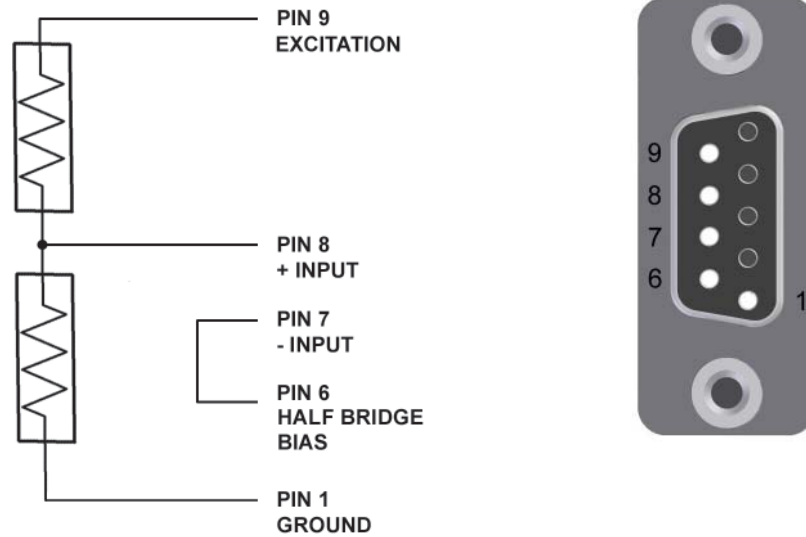 PIN 9
EXCITATION
PIN 8
+ INPUT
PIN 7
- INPUT
PIN 6
HALF BRIDGE
BIAS
PIN 1
GROUND
9
8
7
6
1